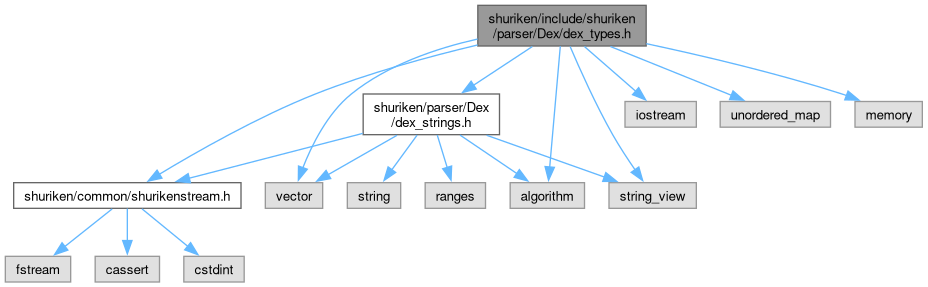 shuriken/include/shuriken
/parser/Dex/dex_types.h
shuriken/parser/Dex
/dex_strings.h
iostream
unordered_map
memory
shuriken/common/shurikenstream.h
vector
string
ranges
algorithm
string_view
fstream
cassert
cstdint